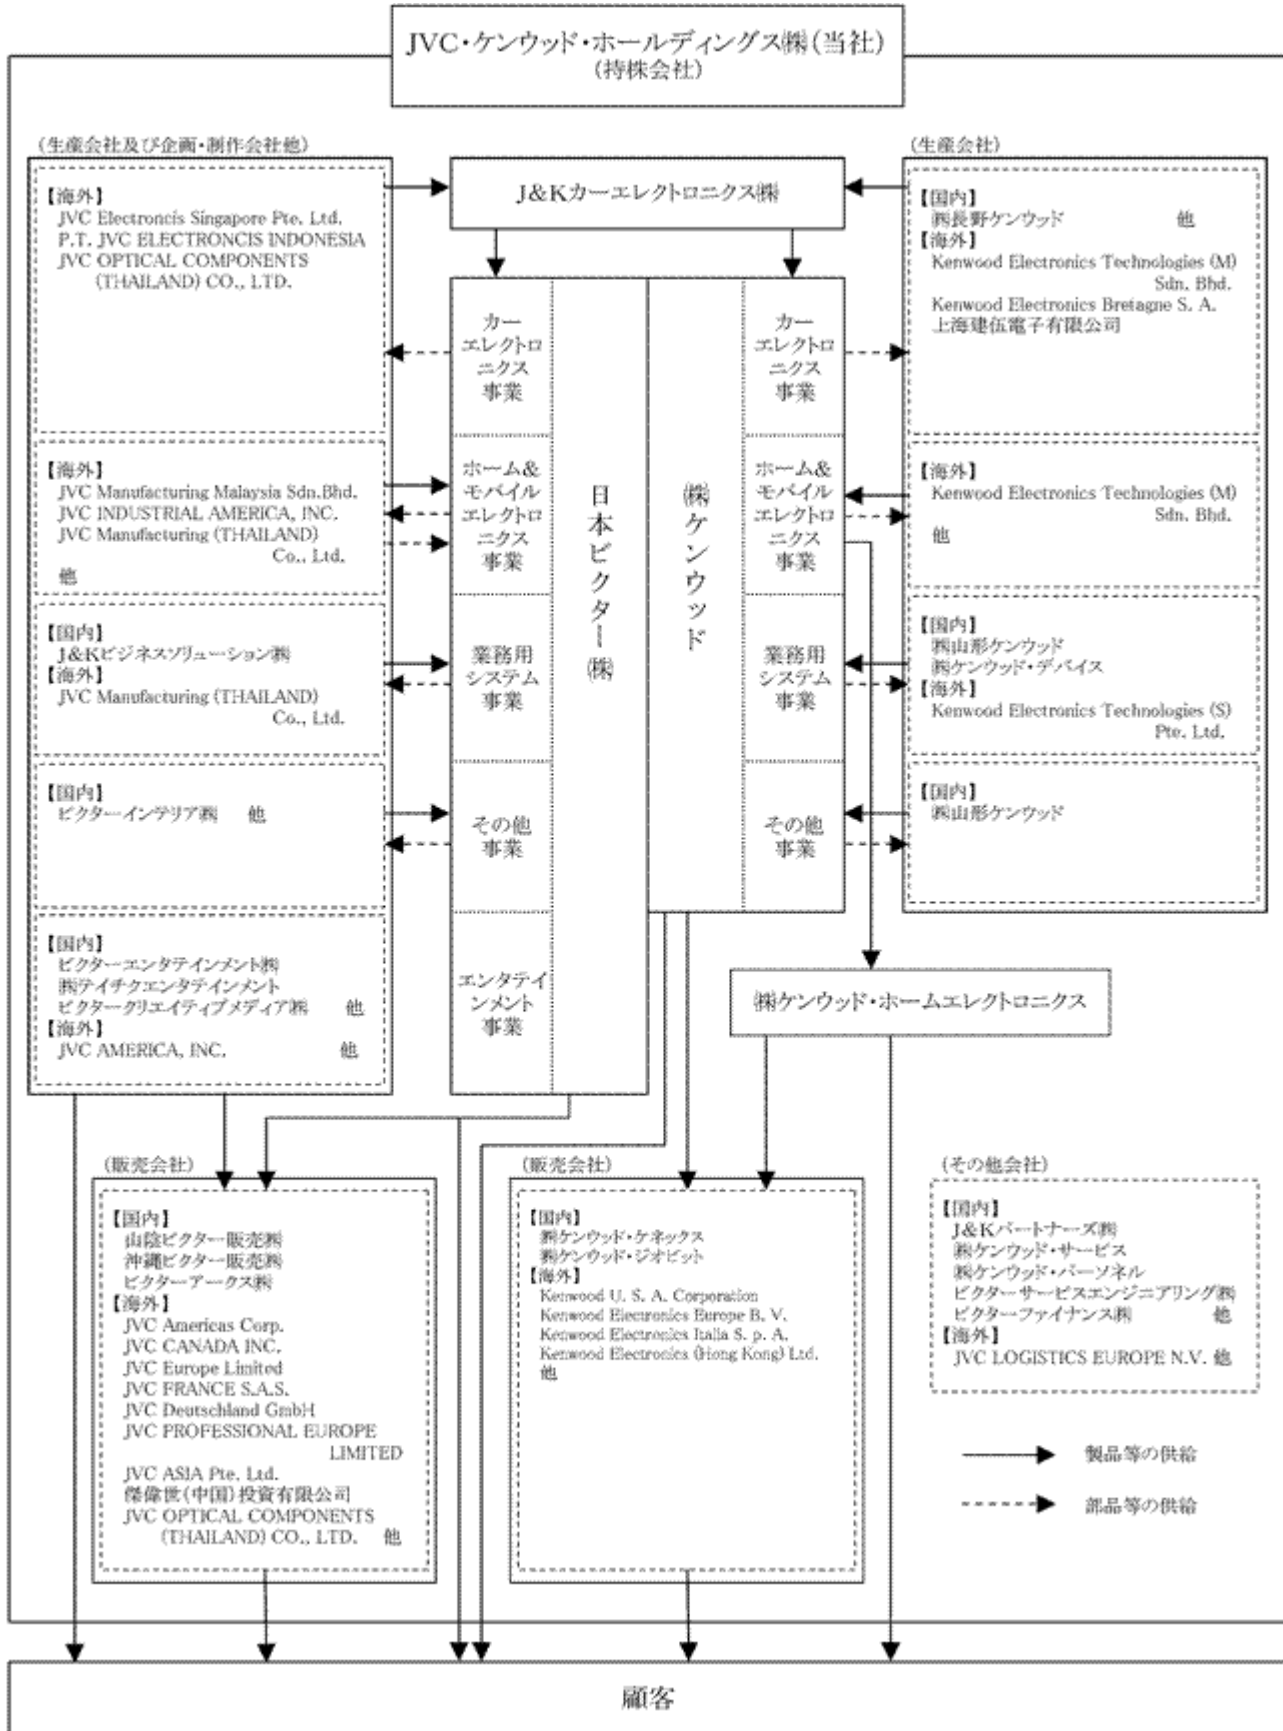 JVC・ケンウッド・ホールディングス㈱(当社)
(持株会社)
(生産会社及び企画・制作会社他)
【海外】
JVC Electroncis Singapore Pte. Ltd.
P.T. JVC ELECTRONCIS INDONESIA
JVC OPTICAL COMPONENTS
(THAILAND) CO., LTD.
【海外】
JVC Manufacturing Malaysia Sdn.Bhd.
JVC INDUSTRIAL AMERICA, INC.
JVC Manufacturing (THAILAND)
Co., Ltd.
他
【国内】
J&Kビジネスソリューション㈱
【海外】
JVC Manufacturing (THAILAND)
Co., Ltd.
【国内】
ビクターインテリア㈱ 他
【国内】
ビクターエンタテインメント㈱
㈱テイチクエンタテインメント
ビクタークリエイティブメディア㈱ 他
【海外】
JVC AMERICA, INC. 他
J&Kカーエレクトロニクス㈱
カー
エレクトロ
ニクス
事業
ホーム&
モバイル
エレクトロ
ニクス
事業
業務用
システム
事業
その他
事業
エンタテイ
ンメント
事業
日本ビクター㈱
㈱ケンウッド
カー
エレクトロ
ニクス
事業
ホーム&
モバイル
エレクトロ
ニクス
事業
業務用
システム
事業
その他
事業
(生産会社)
【国内】
㈱長野ケンウッド 他
【海外】
Kenwood Electronics Technologies (M)
Sdn. Bhd.
Kenwood Electronics Bretagne S. A.
上海建伍電子有限公司
【海外】
Kenwood Electronics Technologies (M)
Sdn. Bhd.
他
【国内】
㈱山形ケンウッド
㈱ケンウッド・デバイス
【海外】
Kenwood Electronics Technologies (S)
Pte. Ltd.
【国内】
㈱山形ケンウッド
㈱ケンウッド・ホームエレクトロニクス
(販売会社)
【国内】
山陰ビクター販売㈱
沖縄ビクター販売㈱
ビクターアークス㈱
【海外】
JVC Americas Corp.
JVC CANADA INC.
JVC Europe Limited
JVC FRANCE S.A.S.
JVC Deutschland GmbH
JVC PROFESSIONAL EUROPE
LIMITED
JVC ASIA Pte. Ltd.
傑偉世(中国)投資有限公司
JVC OPTICAL COMPONENTS
(THAILAND) CO., LTD. 他
(販売会社)
【国内】
㈱ケンウッド・ケネックス
㈱ケンウッド・ジオビット
【海外】
Kenwood U. S. A. Corporation
Kenwood Electronics Europe B. V.
Kenwood Electronics Italia S. p. A.
Kenwood Electronics (Hong Kong) Ltd.
他
(その他会社)
【国内】
J&Kパートナーズ㈱
㈱ケンウッド・サービス
㈱ケンウッド・パーソネル
ビクターサービスエンジニアリング㈱
ビクターファイナンス㈱ 他
【海外】
JVC LOGISTICS EUROPE N.V. 他
製品等の供給
部品等の供給
顧客